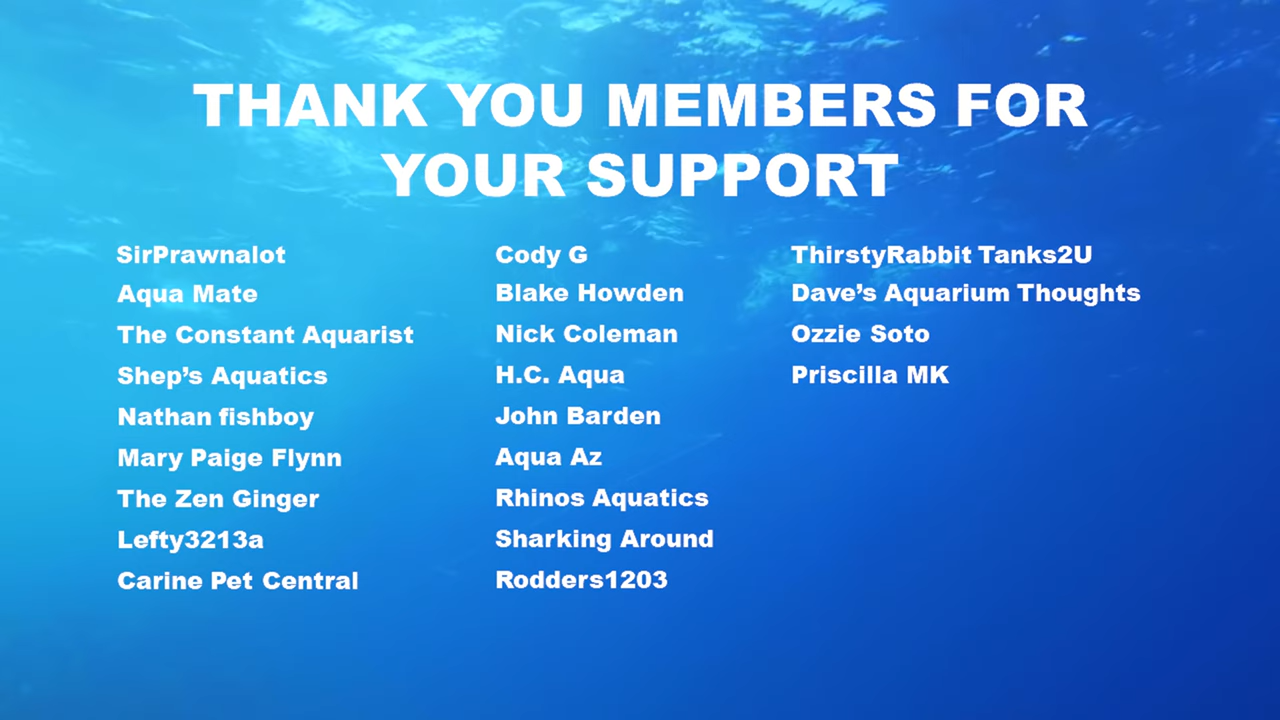 THANK YOU MEMBERS FOR
YOUR SUPPORT
SirPrawnalot
Aqua Mate
The Constant Aquarist
Shep’s Aquatics
Nathan fishboy
Mary Paige Flynn
The Zen Ginger
Lefty3213a
Carine Pet Central
Cody G
Blake Howden
Nick Coleman
H.C. Aqua
John Barden
Aqua Az
Rhinos Aquatics
Sharking Around
Rodders1203
ThirstyRabbit Tanks2U
Dave’s Aquarium Thoughts
Ozzie Soto
Priscilla MK